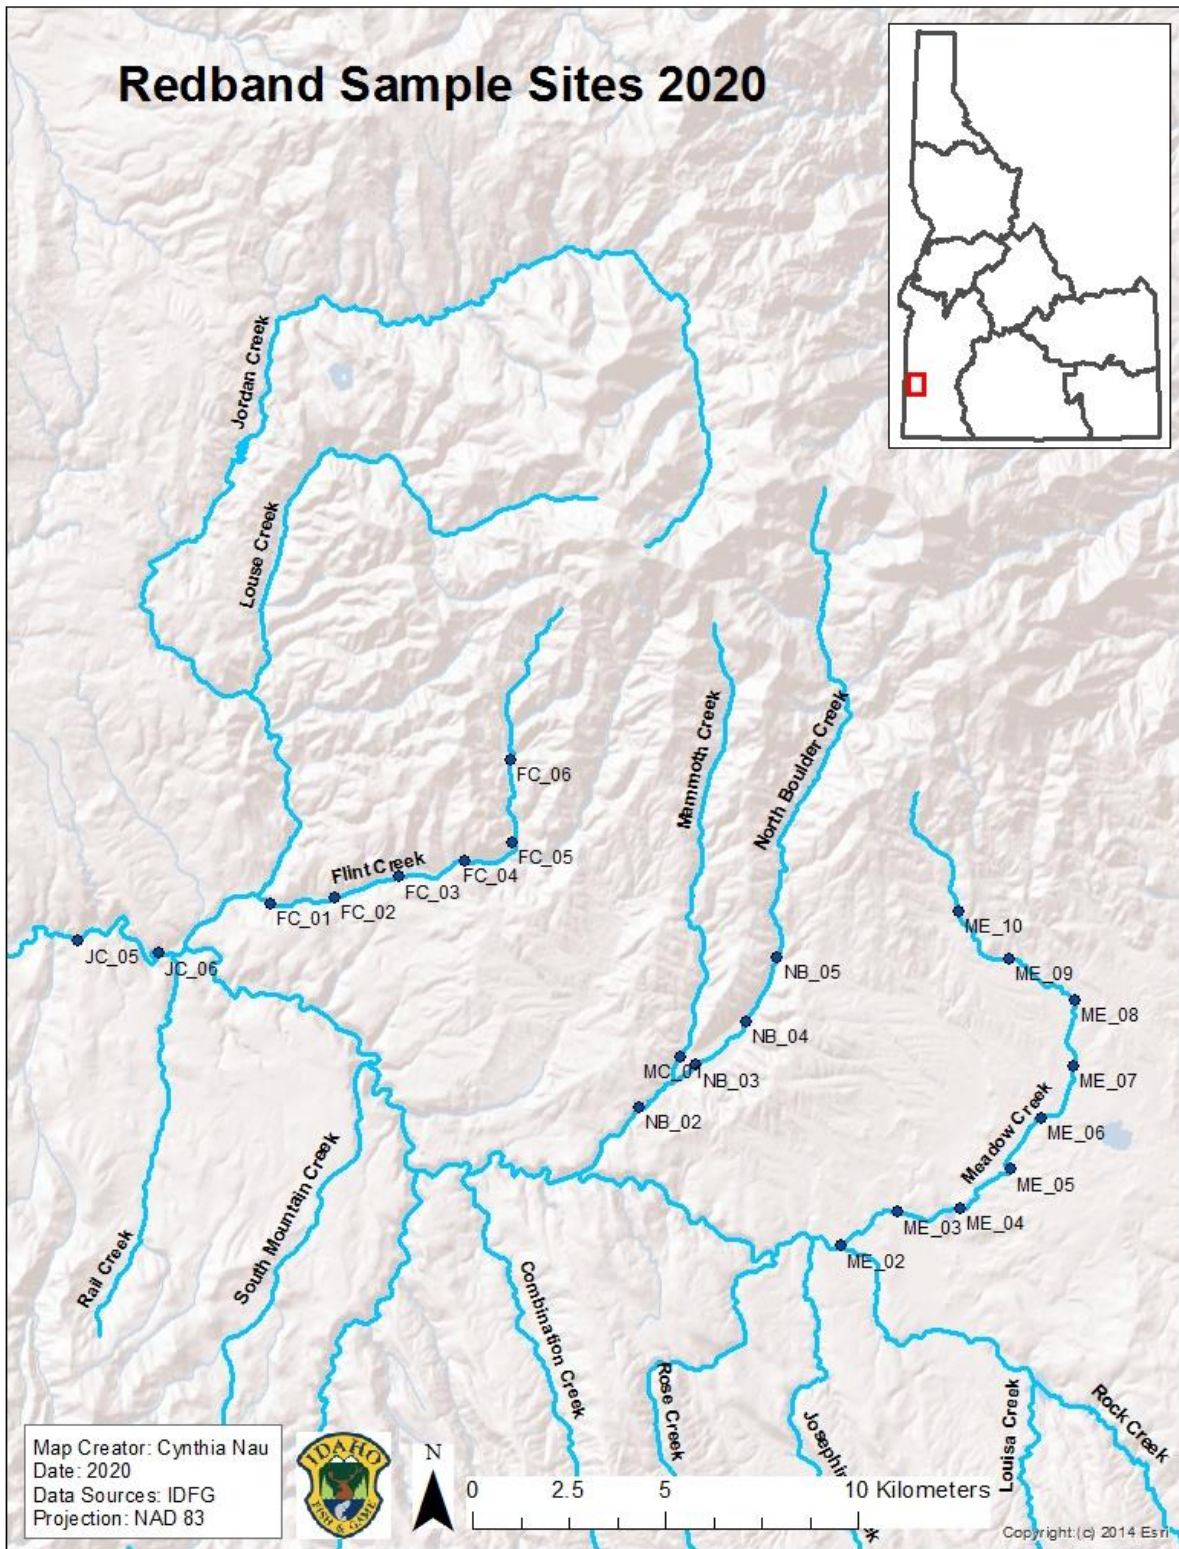 Redband Sample Sites 2020
Jordan Creek
Louse Creek
Mammoth Creek
North Boulder Creek
FC_06
FC_05
Flint Creek
FC_04
FC_03
FC_02
FC_01
JC_05
JC_06
ME_10
ME_09
NB_05
ME_08
NB_04
MC_01
NB_03
ME_07
NB_02
Meadow Creek
ME_06
ME_05
ME_04
ME_03
ME_02
Rail Creek
South Mountain Creek
Combination Creek
Rose Creek
Louisa Creek
Rock Creek
Map Creator: Cynthia Nau
Date: 2020
Data Sources: IDFG
Projection: NAD 83
IDAHO
FISH & GAME
N
0 2.5 5 10 Kilometers
Copyright:(c) 2014 Esri